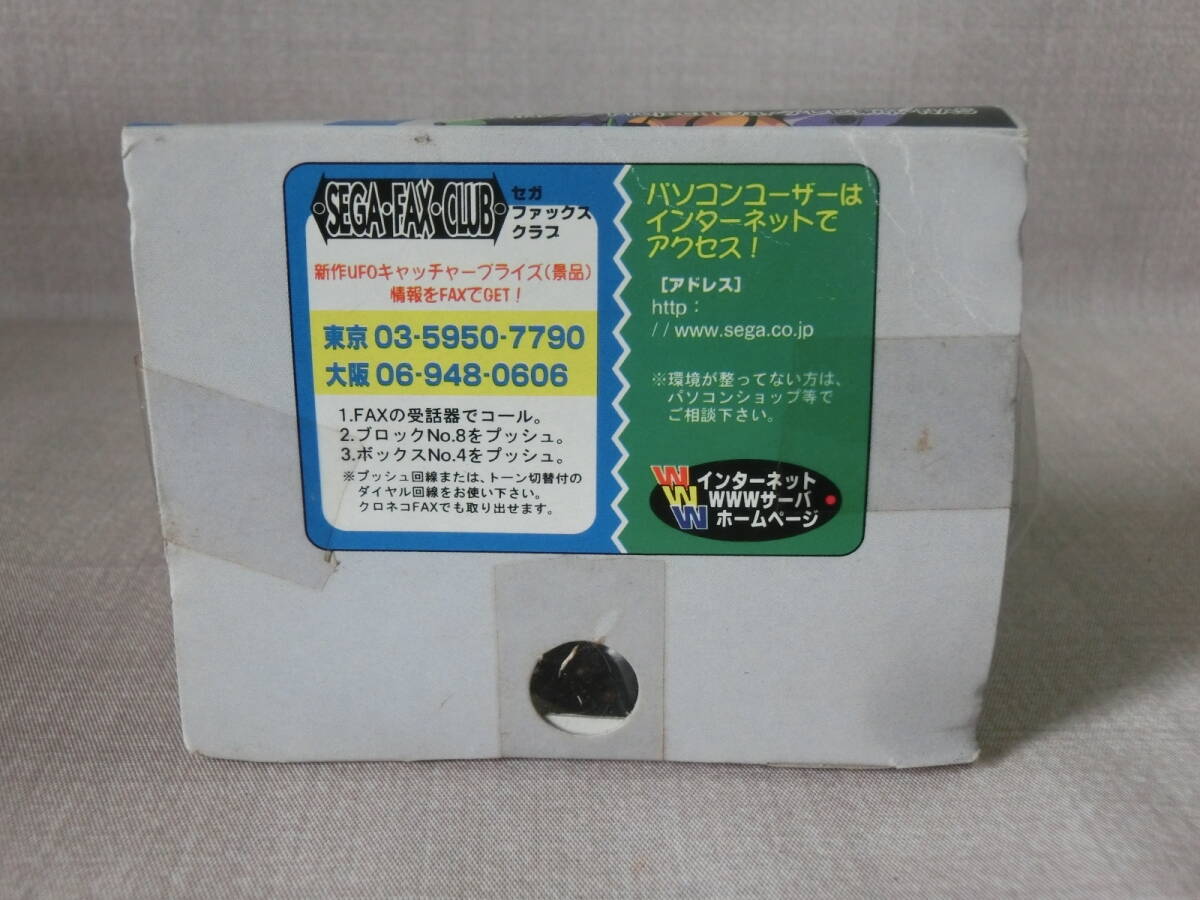 SEGA・FAX・CLUB
セガ
ファックス
クラブ
新作UFOキャッチャープライズ(景品)
情報をFAXでGET!
東京 03-5950-7790
大阪 06-948-0606
1.FAXの受話器でコール。
2.ブロックNo.8をプッシュ。
3.ボックスNo.4をプッシュ。
※プッシュ回線または、トーン切替付の
ダイヤル回線をお使い下さい。
クロネコFAXでも取り出せます。
パソコンユーザーは
インターネットで
アクセス!
[アドレス]
http:
//www.sega.co.jp
※環境が整ってない方は、
パソコンショップ等で
ご相談下さい。
WWW
インターネット
WWWサーバ
ホームページ